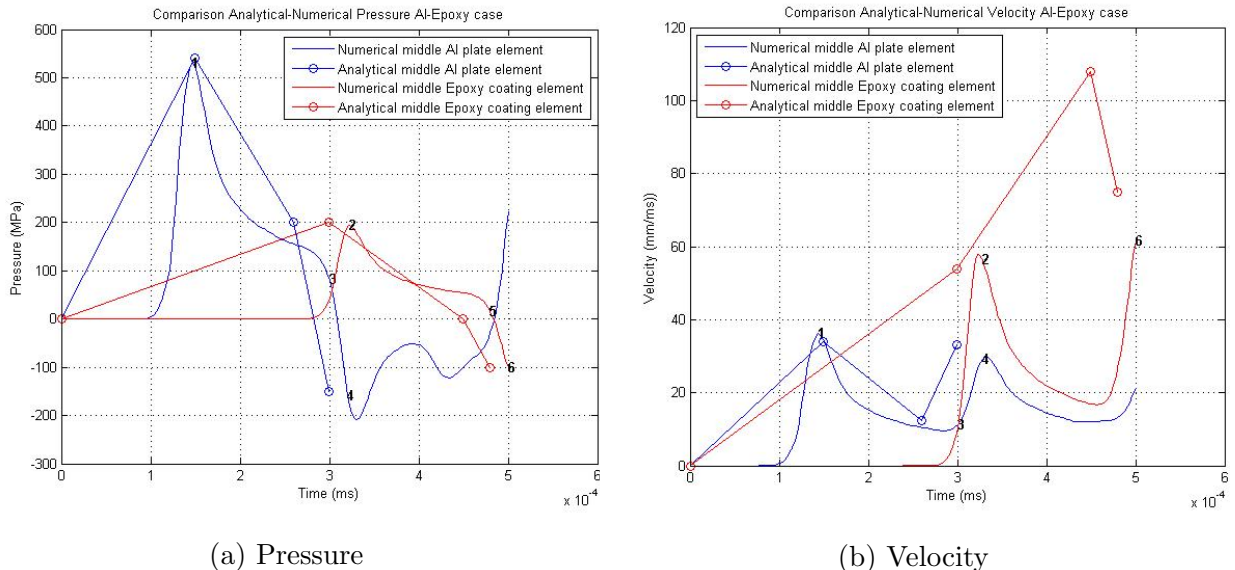 Comparison Analytical-Numerical Pressure Al-Epoxy case
Numerical middle Al plate element
Analytical middle Al plate element
Numerical middle Epoxy coating element
Analytical middle Epoxy coating element
600
500
400
300
200
100
0
-100
-200
-300
Pressure (MPa)
1
2
3
4
5
6
0 1 2 3 4 5 6
Time (ms)
x 10^-4
(a) Pressure
Comparison Analytical-Numerical Velocity Al-Epoxy case
Numerical middle Al plate element
Analytical middle Al plate element
Numerical middle Epoxy coating element
Analytical middle Epoxy coating element
120
100
80
60
40
20
0
Velocity (mm/ms))
1
2
3
4
6
0 1 2 3 4 5 6
Time (ms)
x 10^-4
(b) Velocity